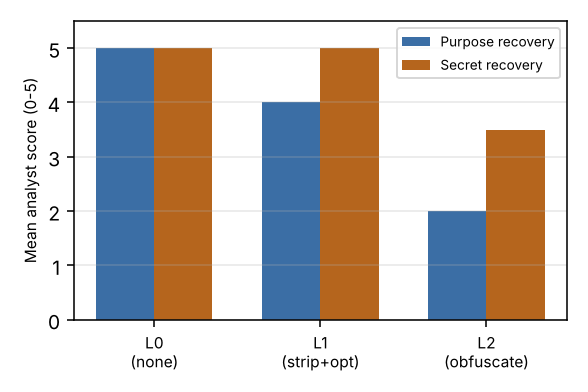 Purpose recovery
Secret recovery
Mean analyst score (0–5)
5
4
3
2
1
0
L0
(none)
L1
(strip+opt)
L2
(obfuscate)